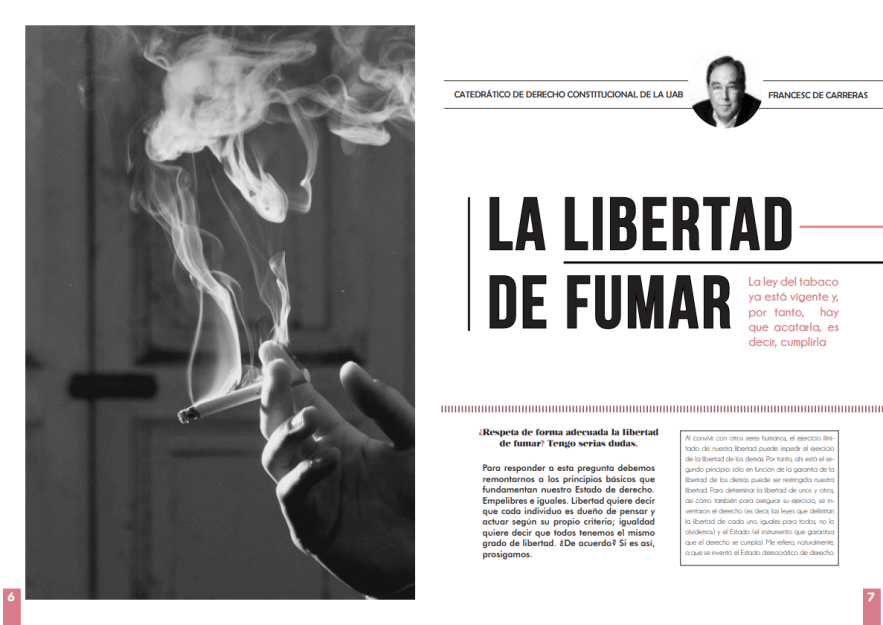 CATEDRÁTICO DE DERECHO CONSTITUCIONAL DE LA UAB
FRANCESC DE CARRERAS
LA LIBERTAD
DE FUMAR
La ley del tabaco
ya está vigente y,
por tanto, hay
que acatarla, es
decir, cumplirla
¿Respeta de forma adecuada la libertad
de fumar? Tengo serias dudas.
Para responder a esta pregunta debemos
remontarnos a los principios básicos que
fundamentan nuestro Estado de derecho.
Empelibres e iguales. Libertad quiere decir
que cada individuo es dueño de pensar y
actuar según su propio criterio; igualdad
quiere decir que todos tenemos el mismo
grado de libertad. ¿De acuerdo? Si es así,
prosigamos.
Al convivir con otros seres humanos, el ejercicio ilimi-
tado de nuestra libertad puede impedir el ejercicio
de la libertad de los demás. Por tanto, ahí está el se-
gundo principio: sólo en función de la garantía de la
libertad de los demás puede ser restringida nuestra
libertad. Para determinar la libertad de unos y otros,
así como también para asegurar su ejercicio, se in-
ventaron el derecho (es decir, las leyes que delimitan
la libertad de cada uno, iguales para todos, no lo
olvidemos) y el Estado (el instrumento que garantiza
que el derecho se cumpla). Me refiero, naturalmente,
a que se inventó el Estado democrático de derecho.
6
7